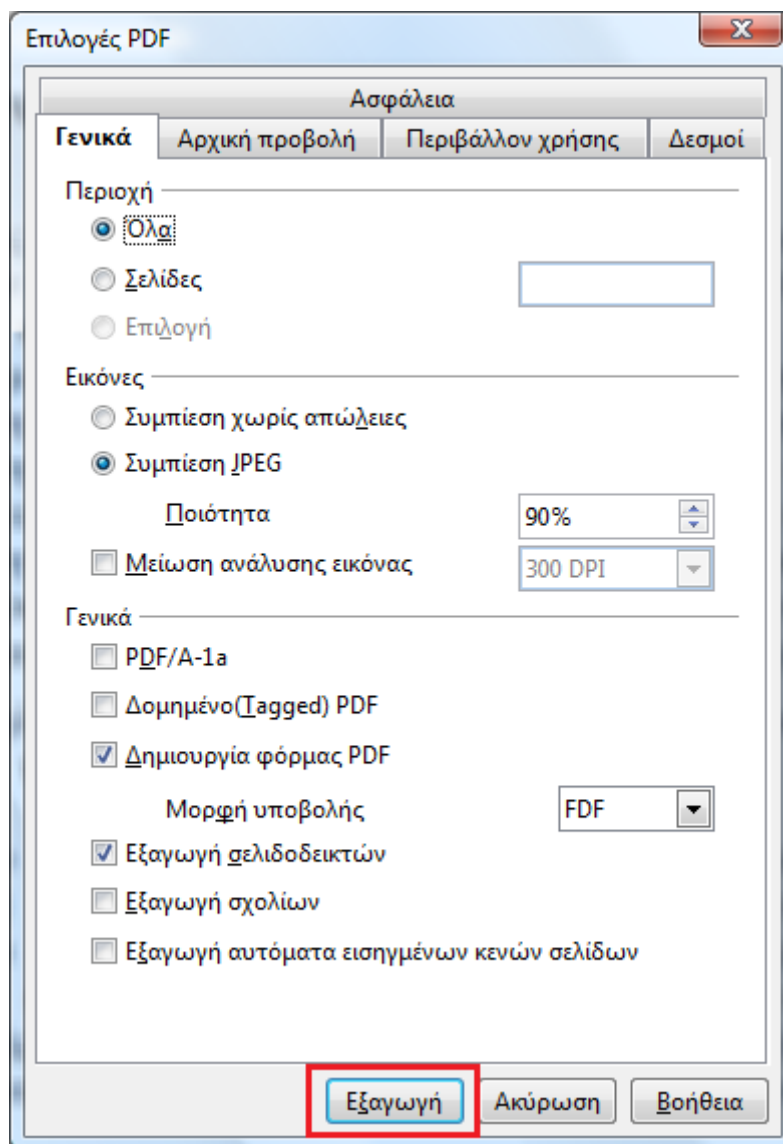 Επιλογές PDF
Ασφάλεια
Γενικά Αρχική προβολή Περιβάλλον χρήσης Δεσμοί
Περιοχή
Όλα
Σελίδες
Επιλογή
Εικόνες
Συμπίεση χωρίς απώλειες
Συμπίεση JPEG
Ποιότητα 90%
Μείωση ανάλυσης εικόνας 300 DPI
Γενικά
PDF/A-1a
Δομημένο(Tagged) PDF
Δημιουργία φόρμας PDF
Μορφή υποβολής FDF
Εξαγωγή σελιδοδεικτών
Εξαγωγή σχολίων
Εξαγωγή αυτόματα εισηγμένων κενών σελίδων
Εξαγωγή Ακύρωση Βοήθεια